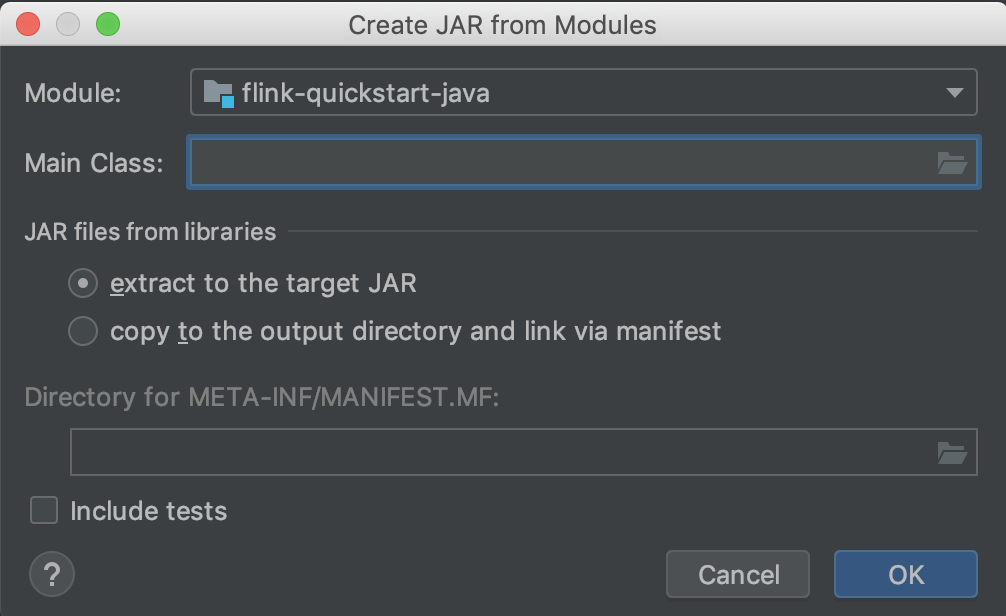 Create JAR from Modules
Module: flink-quickstart-java
Main Class:
JAR files from libraries
extract to the target JAR
copy to the output directory and link via manifest
Directory for META-INF/MANIFEST.MF:
Include tests
? Cancel OK